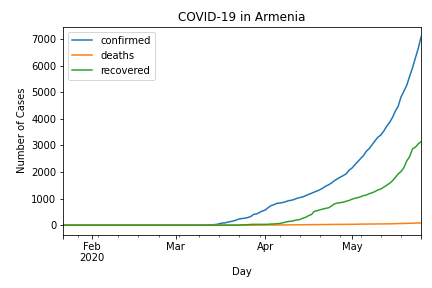 COVID-19 in Armenia
confirmed
deaths
recovered
Number of Cases
7000
6000
5000
4000
3000
2000
1000
0
Feb
2020
Mar
Apr
May
Day